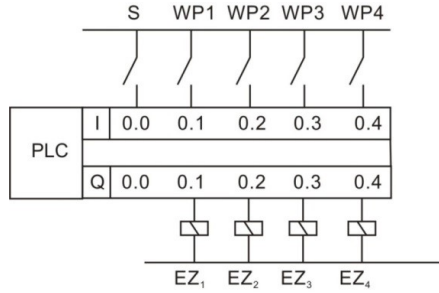 S WP1 WP2 WP3 WP4
PLC
I 0.0 0.1 0.2 0.3 0.4
Q 0.0 0.1 0.2 0.3 0.4
EZ₁ EZ₂ EZ₃ EZ₄